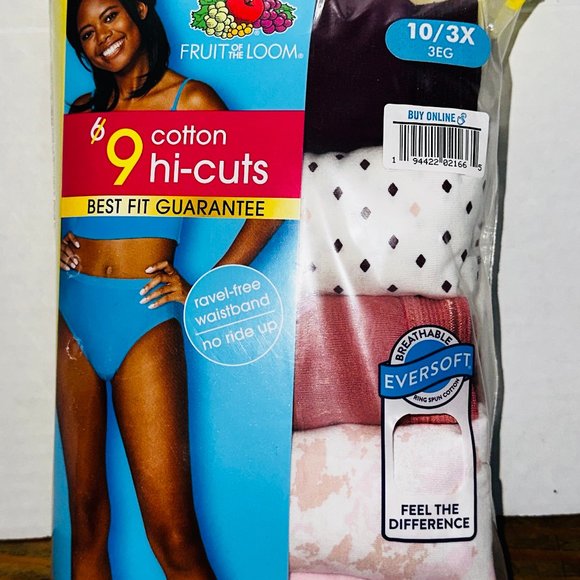 FRUIT OF THE LOOM®
10/3X
3EG
BUY ONLINE
1 94422 02166 5
6 9 cotton
hi-cuts
BEST FIT GUARANTEE
ravel-free
waistband
no ride up
BREATHABLE
EVERSOFT
RING SPUN COTTON
FEEL THE
DIFFERENCE